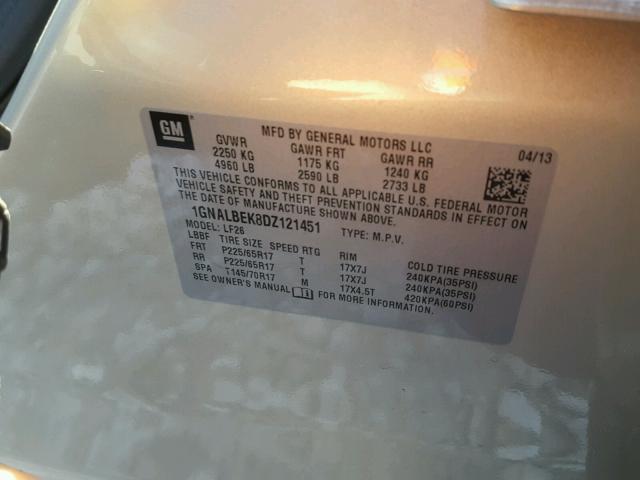 GM
MFD BY GENERAL MOTORS LLC 04/13
GVWR GAWR FRT GAWR RR
2250 KG 1175 KG 1240 KG
4960 LB 2590 LB 2733 LB
THIS VEHICLE CONFORMS TO ALL APPLICABLE U.S. FEDERAL MOTOR
VEHICLE SAFETY AND THEFT PREVENTION STANDARDS IN EFFECT ON
THE DATE OF MANUFACTURE SHOWN ABOVE.
1GNALBEK8DZ121451 TYPE: M.P.V.
MODEL: LF26
LBBF TIRE SIZE SPEED RTG RIM COLD TIRE PRESSURE
FRT P225/65R17 T 17X7J 240KPA(35PSI)
RR P225/65R17 T 17X7J 240KPA(35PSI)
SPA T145/70R17 M 17X4.5T 420KPA(60PSI)
SEE OWNER'S MANUAL FOR MORE INFORMATION.